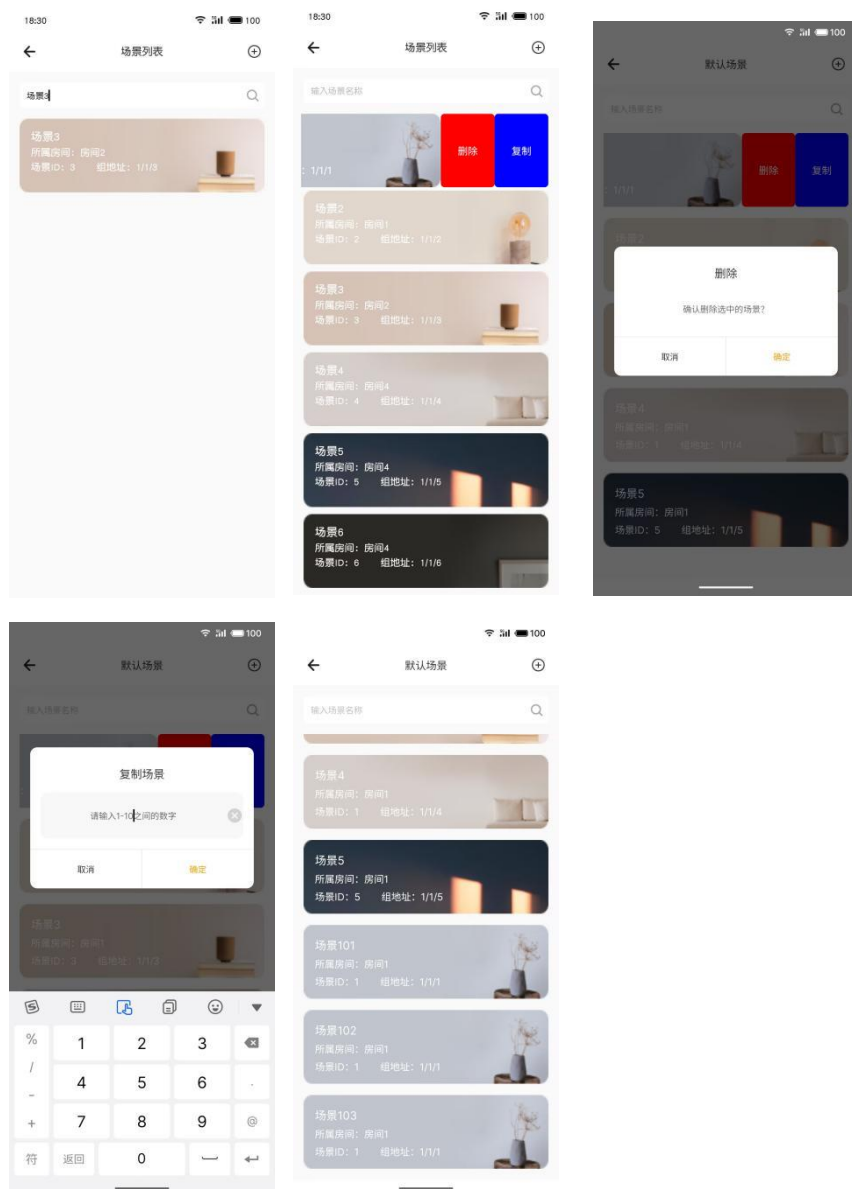 18:30
100
场景列表
场景3
场景3
所属房间：房间2
场景ID：3 组地址：1/1/3
18:30
100
场景列表
输入场景名称
：1/1/1
删除
复制
场景2
所属房间：房间1
场景ID：2 组地址：1/1/2
场景3
所属房间：房间2
场景ID：3 组地址：1/1/3
场景4
所属房间：房间4
场景ID：4 组地址：1/1/4
场景5
所属房间：房间4
场景ID：5 组地址：1/1/5
场景6
所属房间：房间4
场景ID：6 组地址：1/1/6
100
默认场景
输入场景名称
：1/1/1
删除
复制
场景2
删除
确认删除选中的场景？
取消
确定
场景4
所属房间：房间1
场景ID：1 组地址：1/1/4
场景5
所属房间：房间1
场景ID：5 组地址：1/1/5
100
默认场景
输入场景名称
复制场景
请输入1-10之间的数字
取消
确定
场景3
所属房间：房间1
场景ID：3 组地址：1/1/3
% 1 2 3
/ 4 5 6 .
-
+ 7 8 9 @
符 返回 0
100
默认场景
输入场景名称
场景4
所属房间：房间1
场景ID：1 组地址：1/1/4
场景5
所属房间：房间1
场景ID：5 组地址：1/1/5
场景101
所属房间：房间1
场景ID：1 组地址：1/1/1
场景102
所属房间：房间1
场景ID：1 组地址：1/1/1
场景103
所属房间：房间1
场景ID：1 组地址：1/1/1